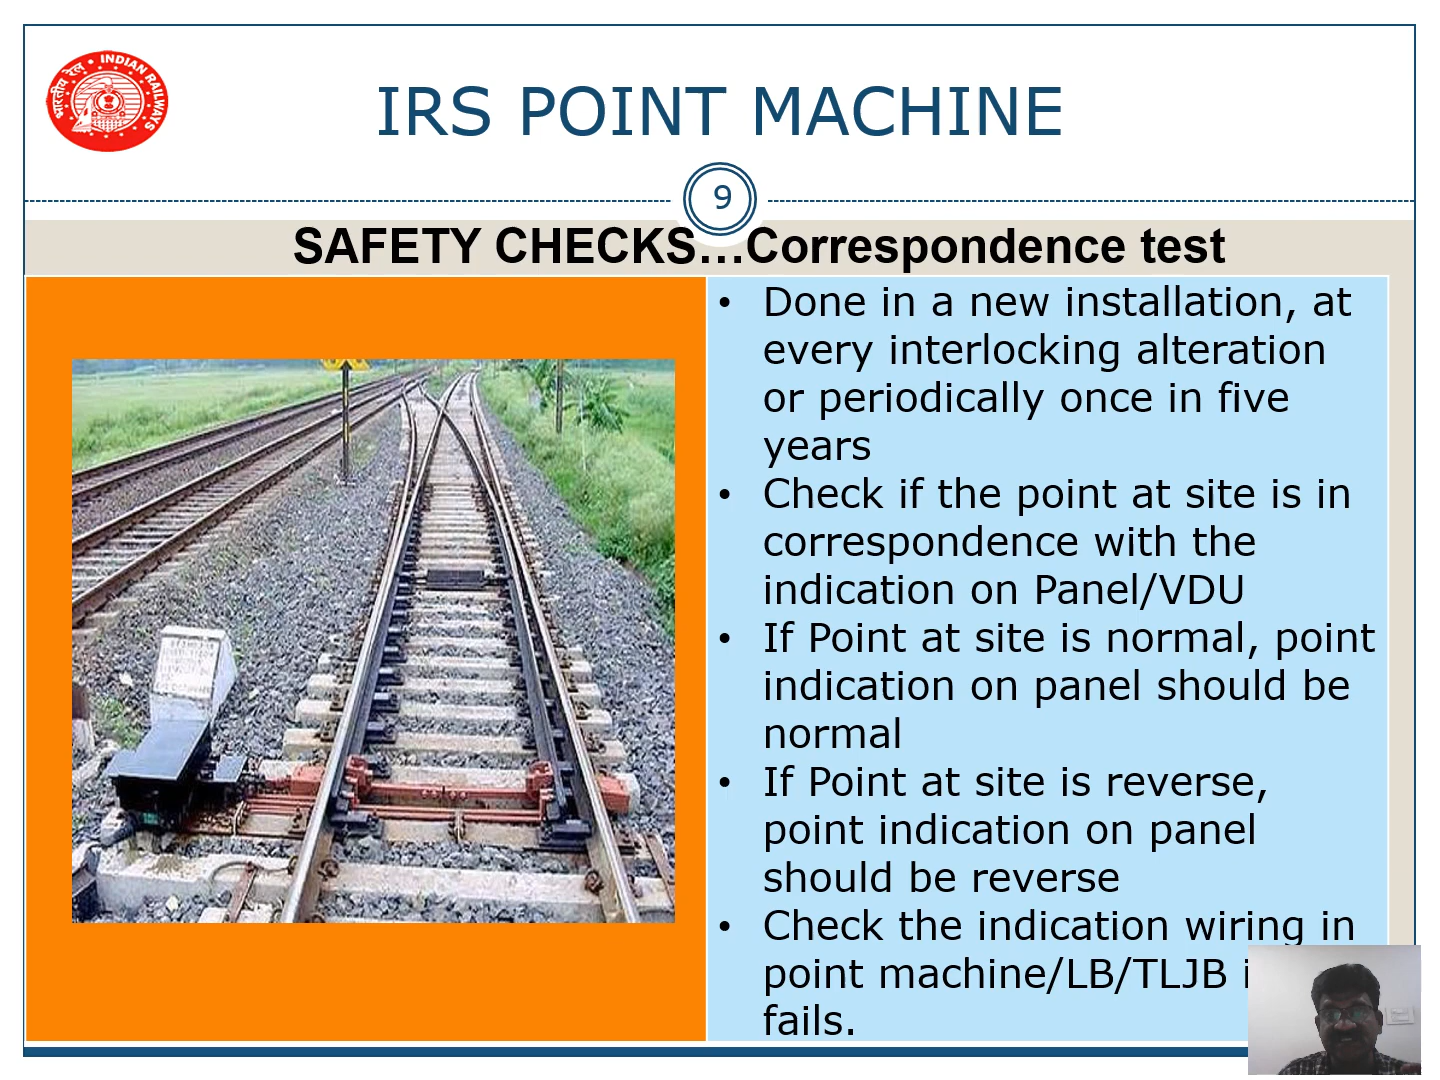 भारतीय रेल • INDIAN RAILWAYS
IRS POINT MACHINE
9
SAFETY CHECKS...Correspondence test
• Done in a new installation, at
every interlocking alteration
or periodically once in five
years
• Check if the point at site is in
correspondence with the
indication on Panel/VDU
• If Point at site is normal, point
indication on panel should be
normal
• If Point at site is reverse,
point indication on panel
should be reverse
• Check the indication wiring in
point machine/LB/TLJB
fails.